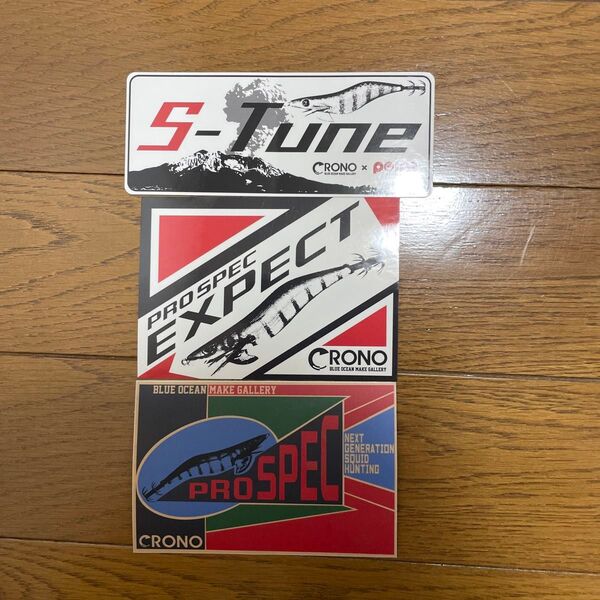 S-Tune
CRONO × poma
BLUE OCEAN MAKE GALLERY
PRO SPEC
EXPECT
CRONO
BLUE OCEAN MAKE GALLERY
BLUE OCEAN MAKE GALLERY
PRO SPEC
NEXT
GENERATION
SQUID
HUNTING
CRONO